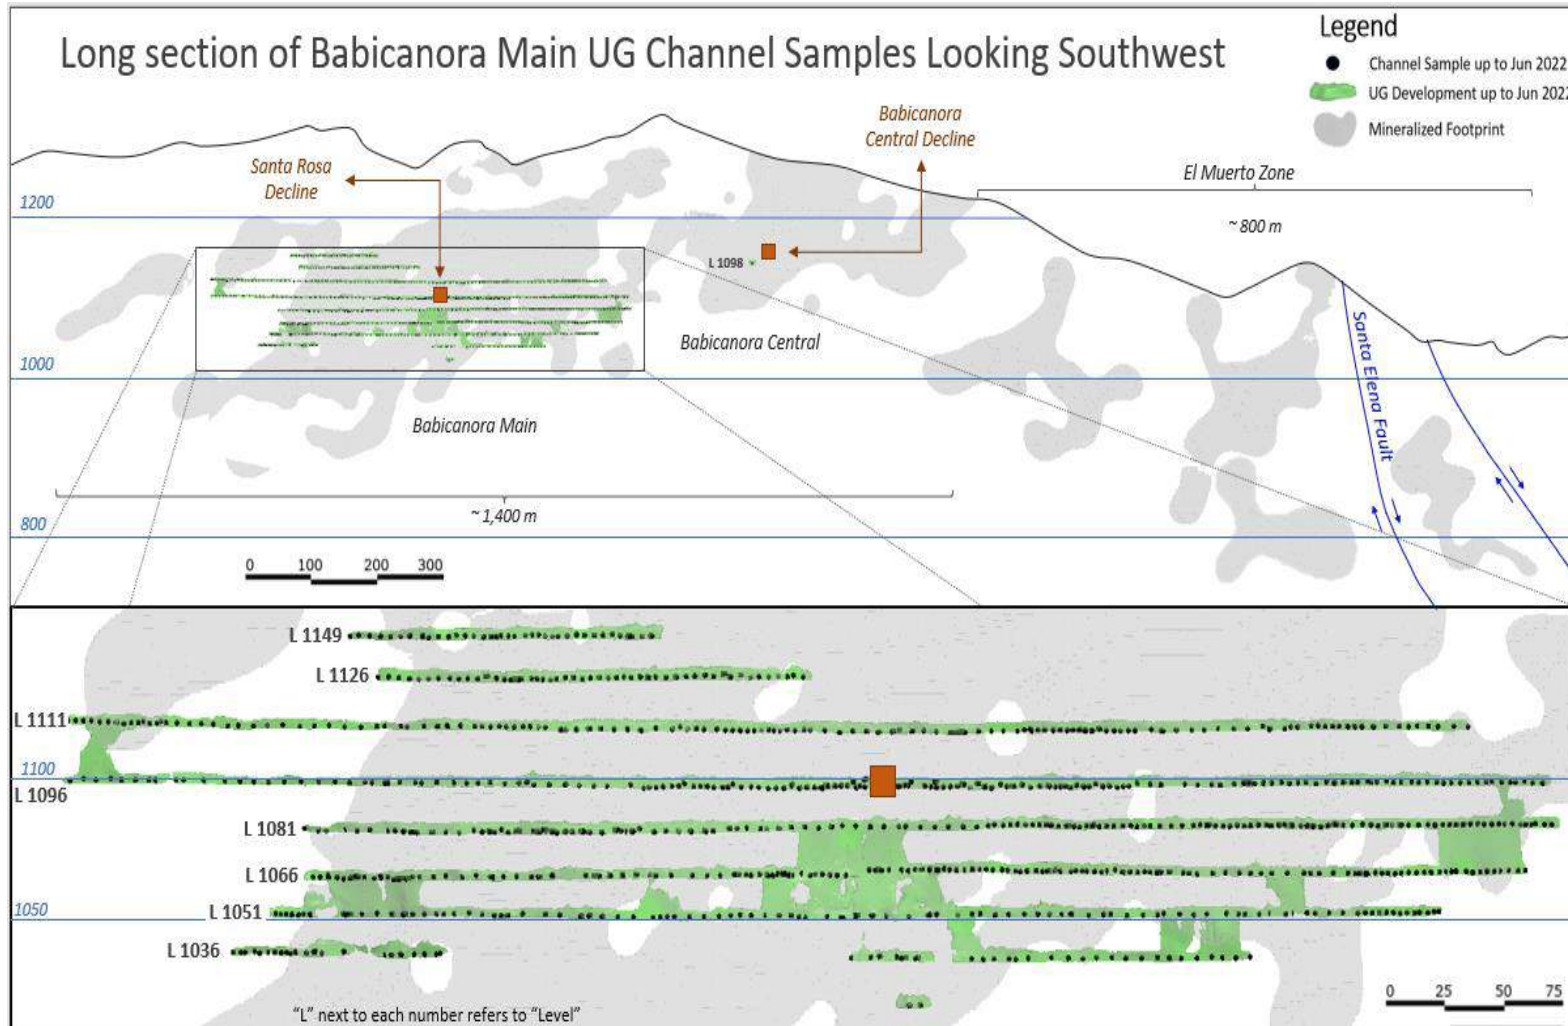 Long section of Babicanora Main UG Channel Samples Looking Southwest
Legend
Channel Sample up to Jun 2022
UG Development up to Jun 2022
Mineralized Footprint
Babicanora
Central Decline
Santa Rosa
Decline
El Muerto Zone
~ 800 m
1200
L 1098
Babicanora Central
Santa Elena Fault
1000
Babicanora Main
~ 1,400 m
800
0 100 200 300
L 1149
L 1126
L 1111
1100
L 1096
L 1081
L 1066
L 1051
1050
L 1036
0 25 50 75
"L" next to each number refers to "Level"